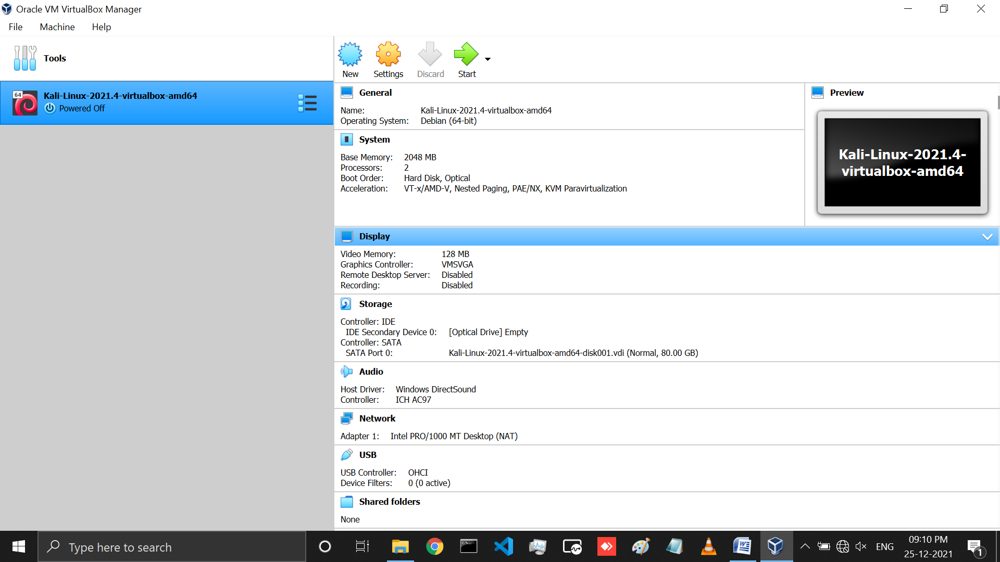 Oracle VM VirtualBox Manager
File Machine Help
Tools
New Settings Discard Start
64
Kali-Linux-2021.4-virtualbox-amd64
Powered Off
General
Name: Kali-Linux-2021.4-virtualbox-amd64
Operating System: Debian (64-bit)
System
Base Memory: 2048 MB
Processors: 2
Boot Order: Hard Disk, Optical
Acceleration: VT-x/AMD-V, Nested Paging, PAE/NX, KVM Paravirtualization
Preview
Kali-Linux-2021.4-
virtualbox-amd64
Display
Video Memory: 128 MB
Graphics Controller: VMSVGA
Remote Desktop Server: Disabled
Recording: Disabled
Storage
Controller: IDE
IDE Secondary Device 0: [Optical Drive] Empty
Controller: SATA
SATA Port 0: Kali-Linux-2021.4-virtualbox-amd64-disk001.vdi (Normal, 80.00 GB)
Audio
Host Driver: Windows DirectSound
Controller: ICH AC97
Network
Adapter 1: Intel PRO/1000 MT Desktop (NAT)
USB
USB Controller: OHCI
Device Filters: 0 (0 active)
Shared folders
None
Type here to search
ENG
09:10 PM
25-12-2021
1